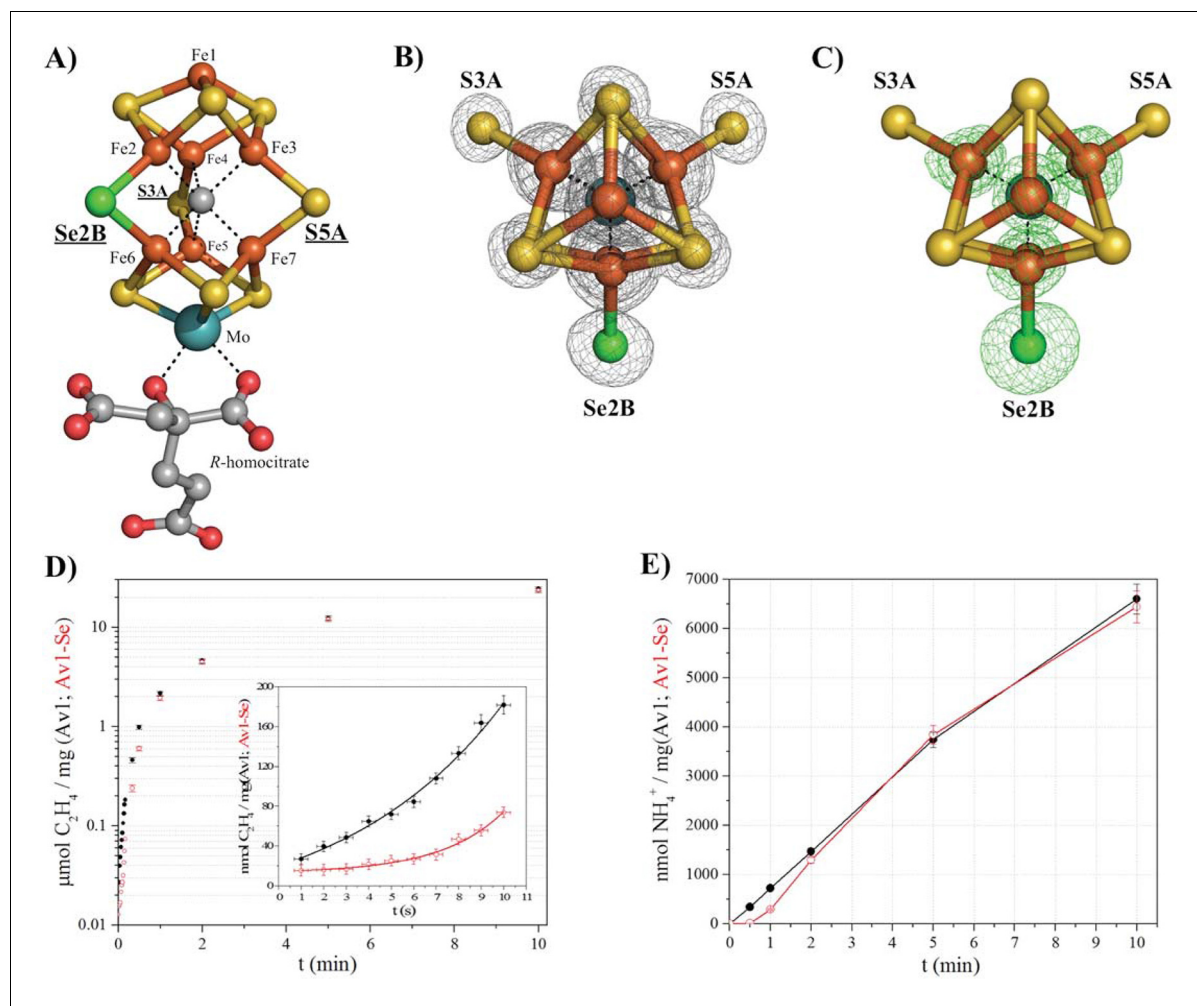 A)
Fe1
Fe2
Fe4
Fe3
S3A
Se2B
S5A
Fe6
Fe5
Fe7
Mo
R-homocitrate
B)
S3A
S5A
Se2B
C)
S3A
S5A
Se2B
D)
μmol C2H4 / mg (Av1; Av1-Se)
10
1
0.1
0.01
0
2
4
6
8
10
t (min)
nmol C2H4 / mg(Av1; Av1-Se)
200
160
120
80
40
0
0 1 2 3 4 5 6 7 8 9 10 11
t (s)
E)
nmol NH4+ / mg(Av1; Av1-Se)
7000
6000
5000
4000
3000
2000
1000
0
0 1 2 3 4 5 6 7 8 9 10
t (min)